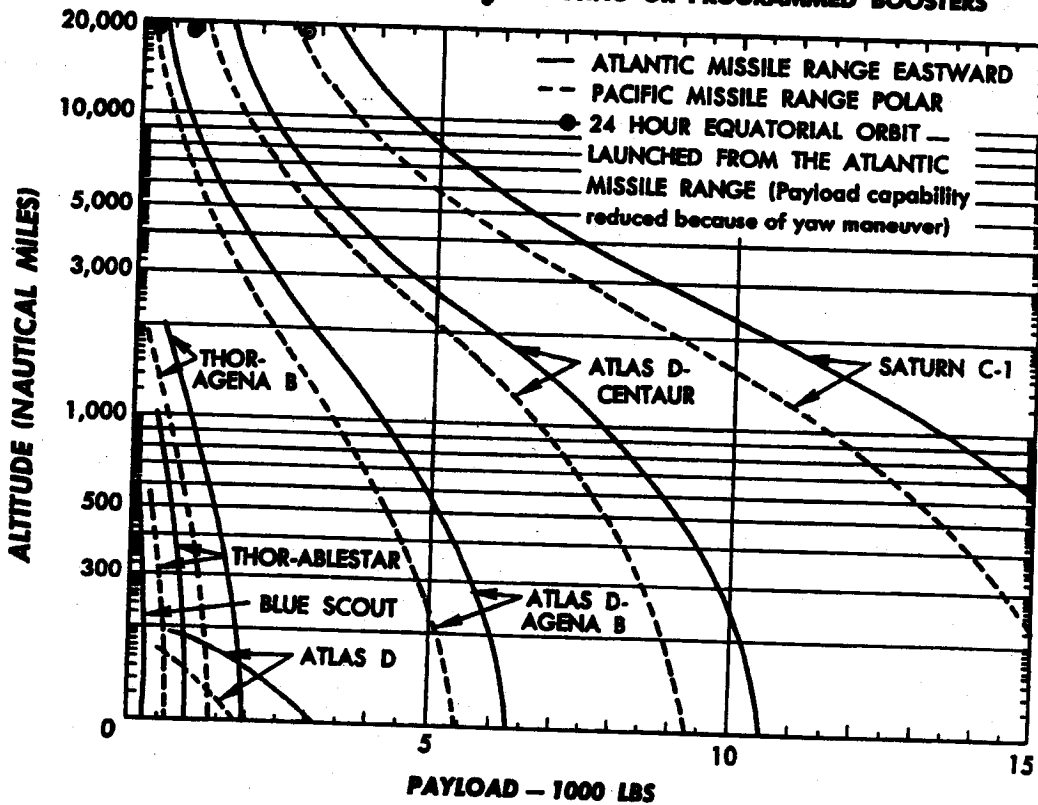 PROGRAMMED BOOSTERS
ATLANTIC MISSILE RANGE EASTWARD
PACIFIC MISSILE RANGE POLAR
24 HOUR EQUATORIAL ORBIT
LAUNCHED FROM THE ATLANTIC
MISSILE RANGE (Payload capability
reduced because of yaw maneuver)
ALTITUDE (NAUTICAL MILES)
20,000
10,000
5,000
3,000
1,000
500
300
0
THOR-
AGENA B
ATLAS D-
CENTAUR
SATURN C-1
THOR-ABLESTAR
BLUE SCOUT
ATLAS D-
AGENA B
ATLAS D
5
10
15
PAYLOAD — 1000 LBS